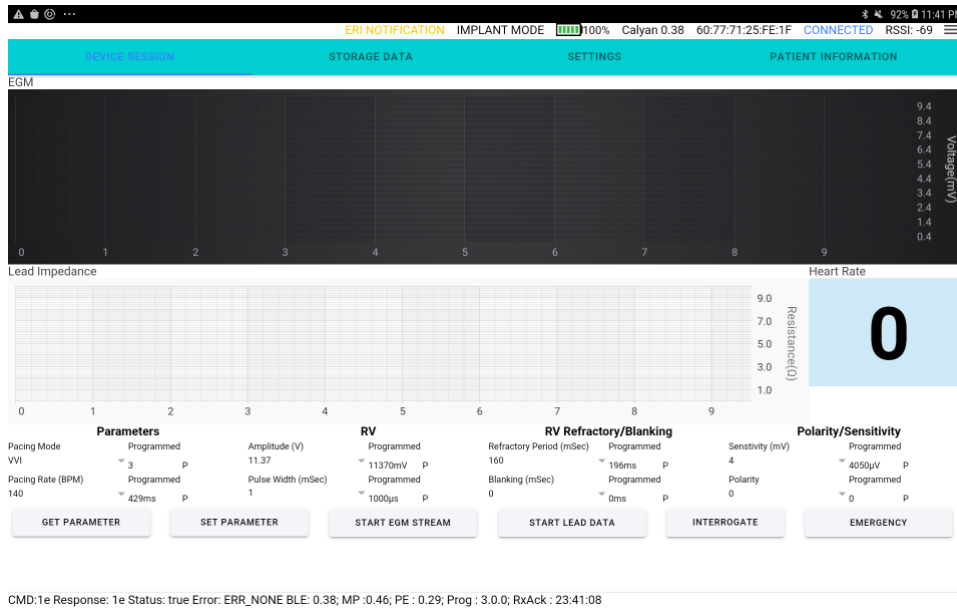 92% 11:41 PM
ERI NOTIFICATION IMPLANT MODE 100% Calyan 0.38 60:77:71:25:FE:1F CONNECTED RSSI: -69
DEVICE SESSION STORAGE DATA SETTINGS PATIENT INFORMATION
EGM
9.4
8.4
7.4
6.4
5.4
4.4
3.4
2.4
1.4
0.4
Voltage(mV)
0 1 2 3 4 5 6 7 8 9
Lead Impedance
9.0
7.0
5.0
3.0
1.0
Resistance(Ω)
0 1 2 3 4 5 6 7 8 9
Heart Rate
0
Parameters RV RV Refractory/Blanking Polarity/Sensitivity
Pacing Mode Programmed Amplitude (V) Programmed Refractory Period (mSec) Programmed Senstivity (mV) Programmed
VVI 3 P 11.37 11370mV P 160 196ms P 4 4050µV P
Pacing Rate (BPM) Programmed Pulse Width (mSec) Programmed Blanking (mSec) Programmed Polarity Programmed
140 429ms P 1 1000µs P 0 0ms P 0 0 P
GET PARAMETER SET PARAMETER START EGM STREAM START LEAD DATA INTERROGATE EMERGENCY
CMD:1e Response: 1e Status: true Error: ERR_NONE BLE: 0.38; MP :0.46; PE : 0.29; Prog : 3.0.0; RxAck : 23:41:08